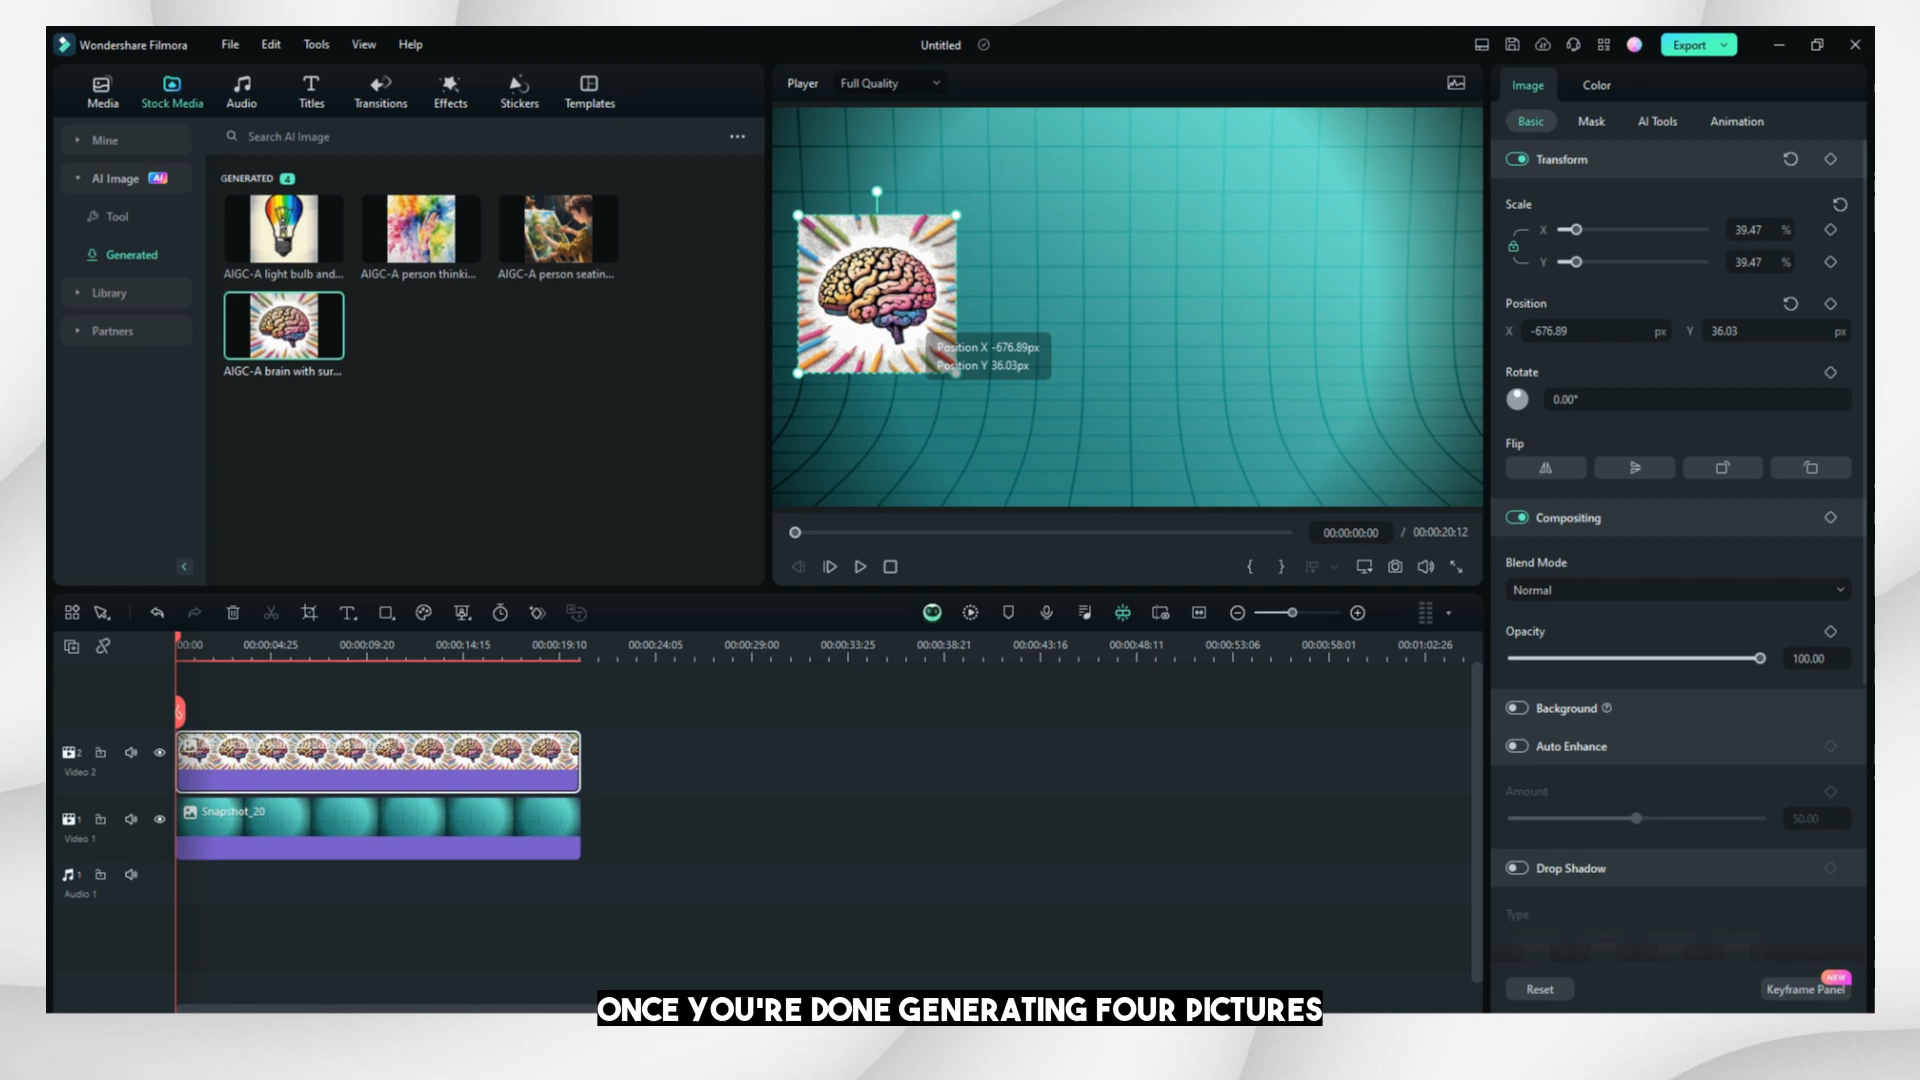 Wondershare Filmora
File
Edit
Tools
View
Help
Untitled
Export
Media
Stock Media
Audio
Titles
Transitions
Effects
Stickers
Templates
Mine
AI Image AI
Tool
Generated
Library
Partners
Search AI Image
GENERATED 4
AIGC-A light bulb and...
AIGC-A person thinki...
AIGC-A person seatin...
AIGC-A brain with sur...
Player
Full Quality
Position X -676.89px
Position Y 36.03px
00:00:00:00 / 00:00:20:12
Image
Color
Basic
Mask
AI Tools
Animation
Transform
Scale
X 39.47 %
Y 39.47 %
Position
X -676.89 px Y 36.03 px
Rotate
0.00°
Flip
Compositing
Blend Mode
Normal
Opacity
100.00
Background
Auto Enhance
Amount
50.00
Drop Shadow
Type
Reset
NEW
Keyframe Panel
00:00
00:00:04:25
00:00:09:20
00:00:14:15
00:00:19:10
00:00:24:05
00:00:29:00
00:00:33:25
00:00:38:21
00:00:43:16
00:00:48:11
00:00:53:06
00:00:58:01
00:01:02:26
2
Video 2
1
Video 1
Snapshot_20
1
Audio 1
ONCE YOU'RE DONE GENERATING FOUR PICTURES